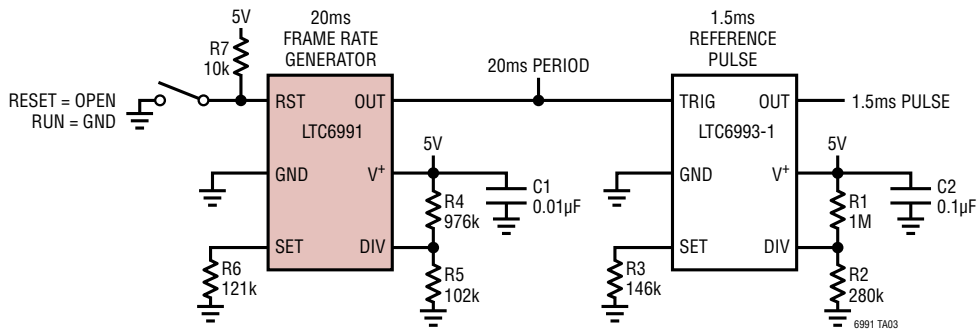 5V
R7
10k
RESET = OPEN
RUN = GND
20ms
FRAME RATE
GENERATOR
RST
OUT
LTC6991
GND
V+
SET
DIV
R6
121k
5V
R4
976k
C1
0.01µF
R5
102k
20ms PERIOD
1.5ms
REFERENCE
PULSE
TRIG
OUT
1.5ms PULSE
LTC6993-1
GND
V+
SET
DIV
R3
146k
5V
R1
1M
C2
0.1µF
R2
280k
6991 TA03